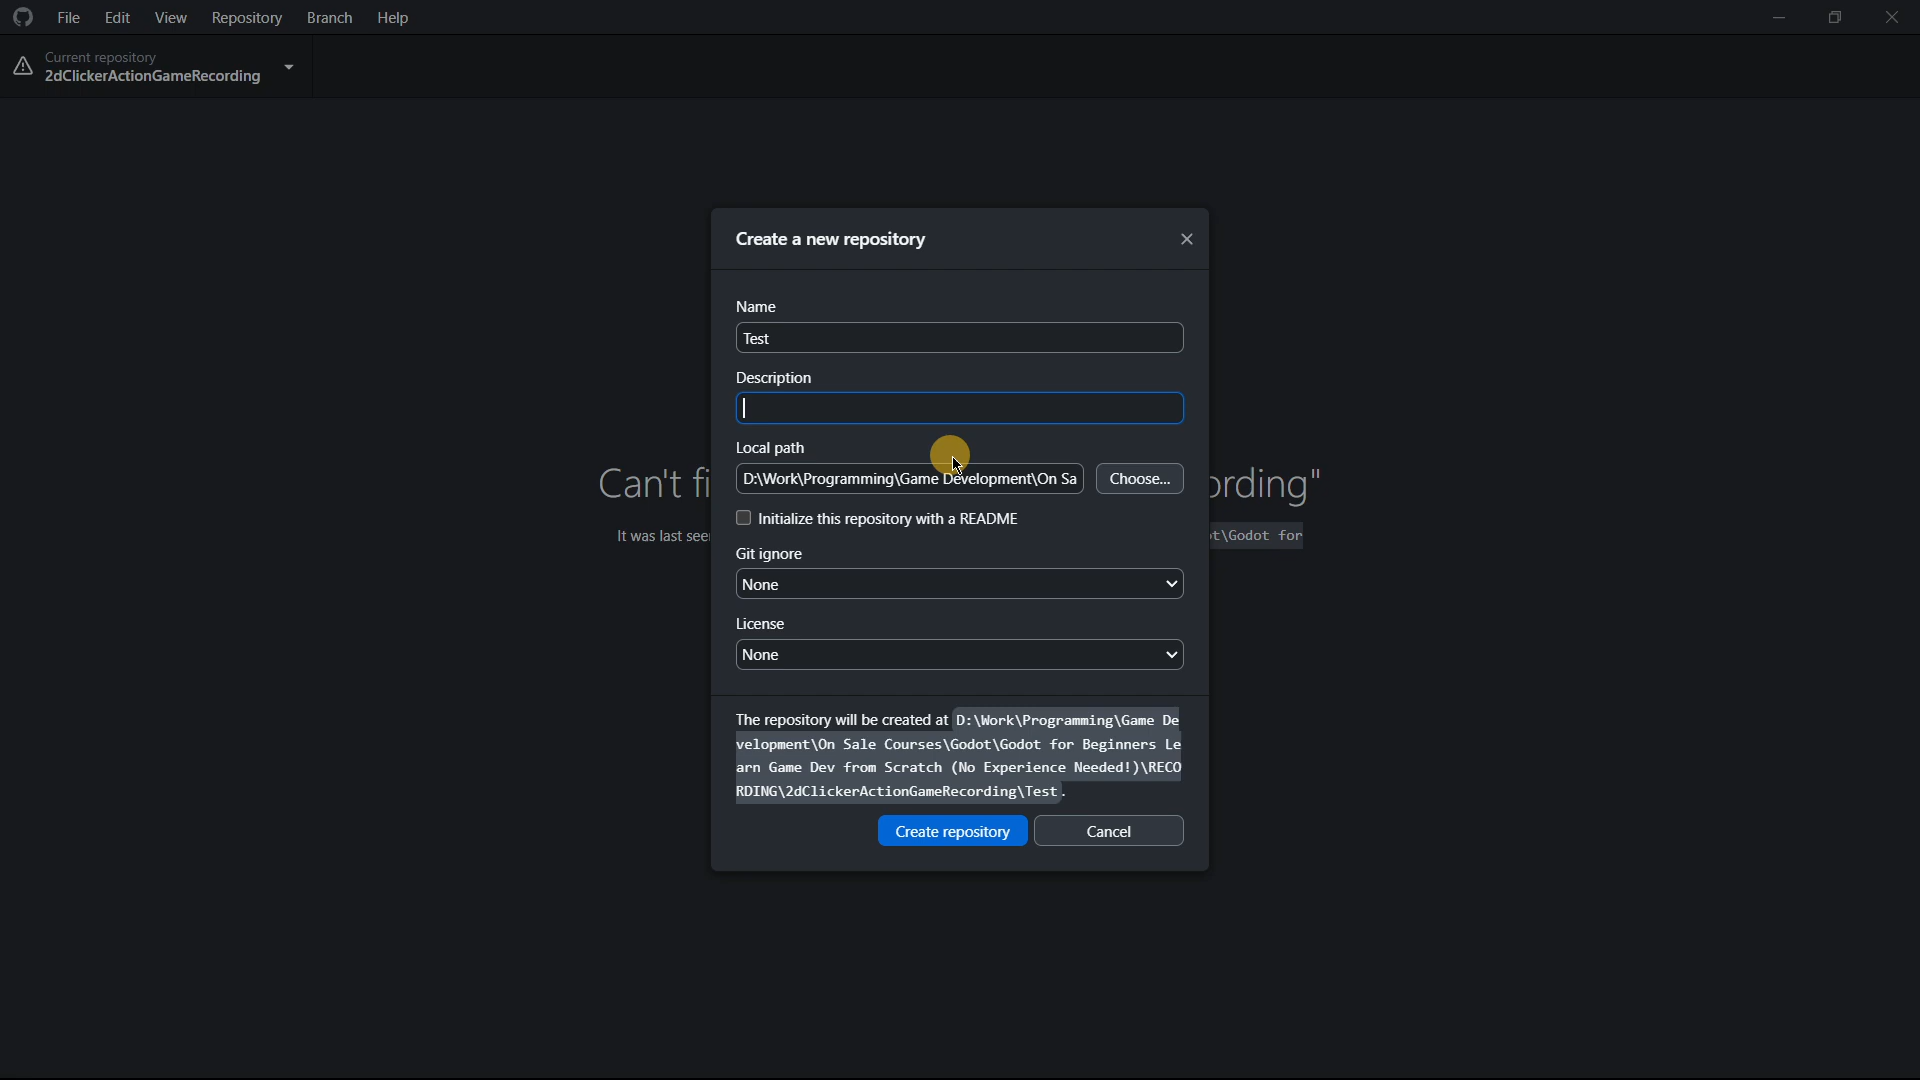 File Edit View Repository Branch Help
Current repository
2dClickerActionGameRecording
Can't fi
ording"
It was last see
t\Godot for
Create a new repository
Name
Test
Description
Local path
D:\Work\Programming\Game Development\On Sa
Choose...
Initialize this repository with a README
Git ignore
None
License
None
The repository will be created at D:\Work\Programming\Game De
velopment\On Sale Courses\Godot\Godot for Beginners Le
arn Game Dev from Scratch (No Experience Needed!)\RECO
RDING\2dClickerActionGameRecording\Test.
Create repository
Cancel